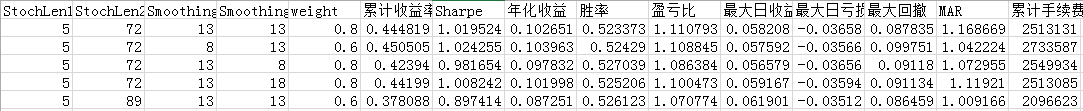 StochLen1 StochLen2 Smoothing Smoothing weight 累计收益率 Sharpe 年化收益 胜率 盈亏比 最大日收益 最大日亏损 最大回撤 MAR 累计手续费
5 72 13 13 0.8 0.444819 1.019524 0.102651 0.523373 1.110793 0.058208 -0.03658 0.087835 1.168669 2513131
5 72 8 13 0.6 0.450505 1.024255 0.103963 0.52429 1.108845 0.057592 -0.03566 0.099751 1.042224 2733587
5 72 13 8 0.8 0.42394 0.981654 0.097832 0.527039 1.086384 0.056579 -0.03656 0.09118 1.072955 2549934
5 72 13 18 0.8 0.44199 1.008242 0.101998 0.525206 1.100473 0.059167 -0.03594 0.091134 1.11921 2513085
5 89 13 13 0.6 0.378088 0.897414 0.087251 0.526123 1.070774 0.061901 -0.03512 0.086459 1.009166 2096623